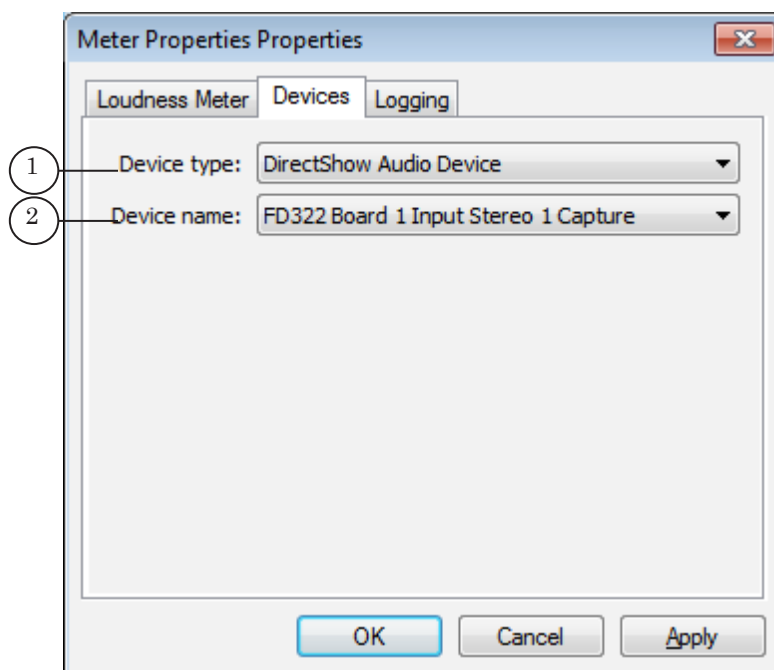 Meter Properties Properties
Loudness Meter Devices Logging
1 Device type: DirectShow Audio Device
2 Device name: FD322 Board 1 Input Stereo 1 Capture
OK Cancel Apply